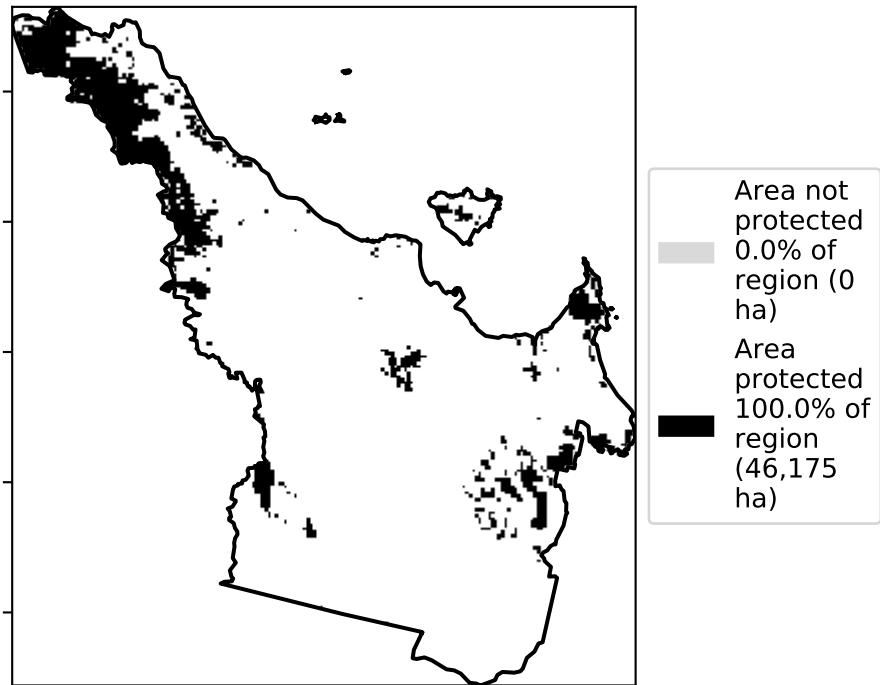 Area not
protected
0.0% of
region (0
ha)
Area
protected
100.0% of
region
(46,175
ha)